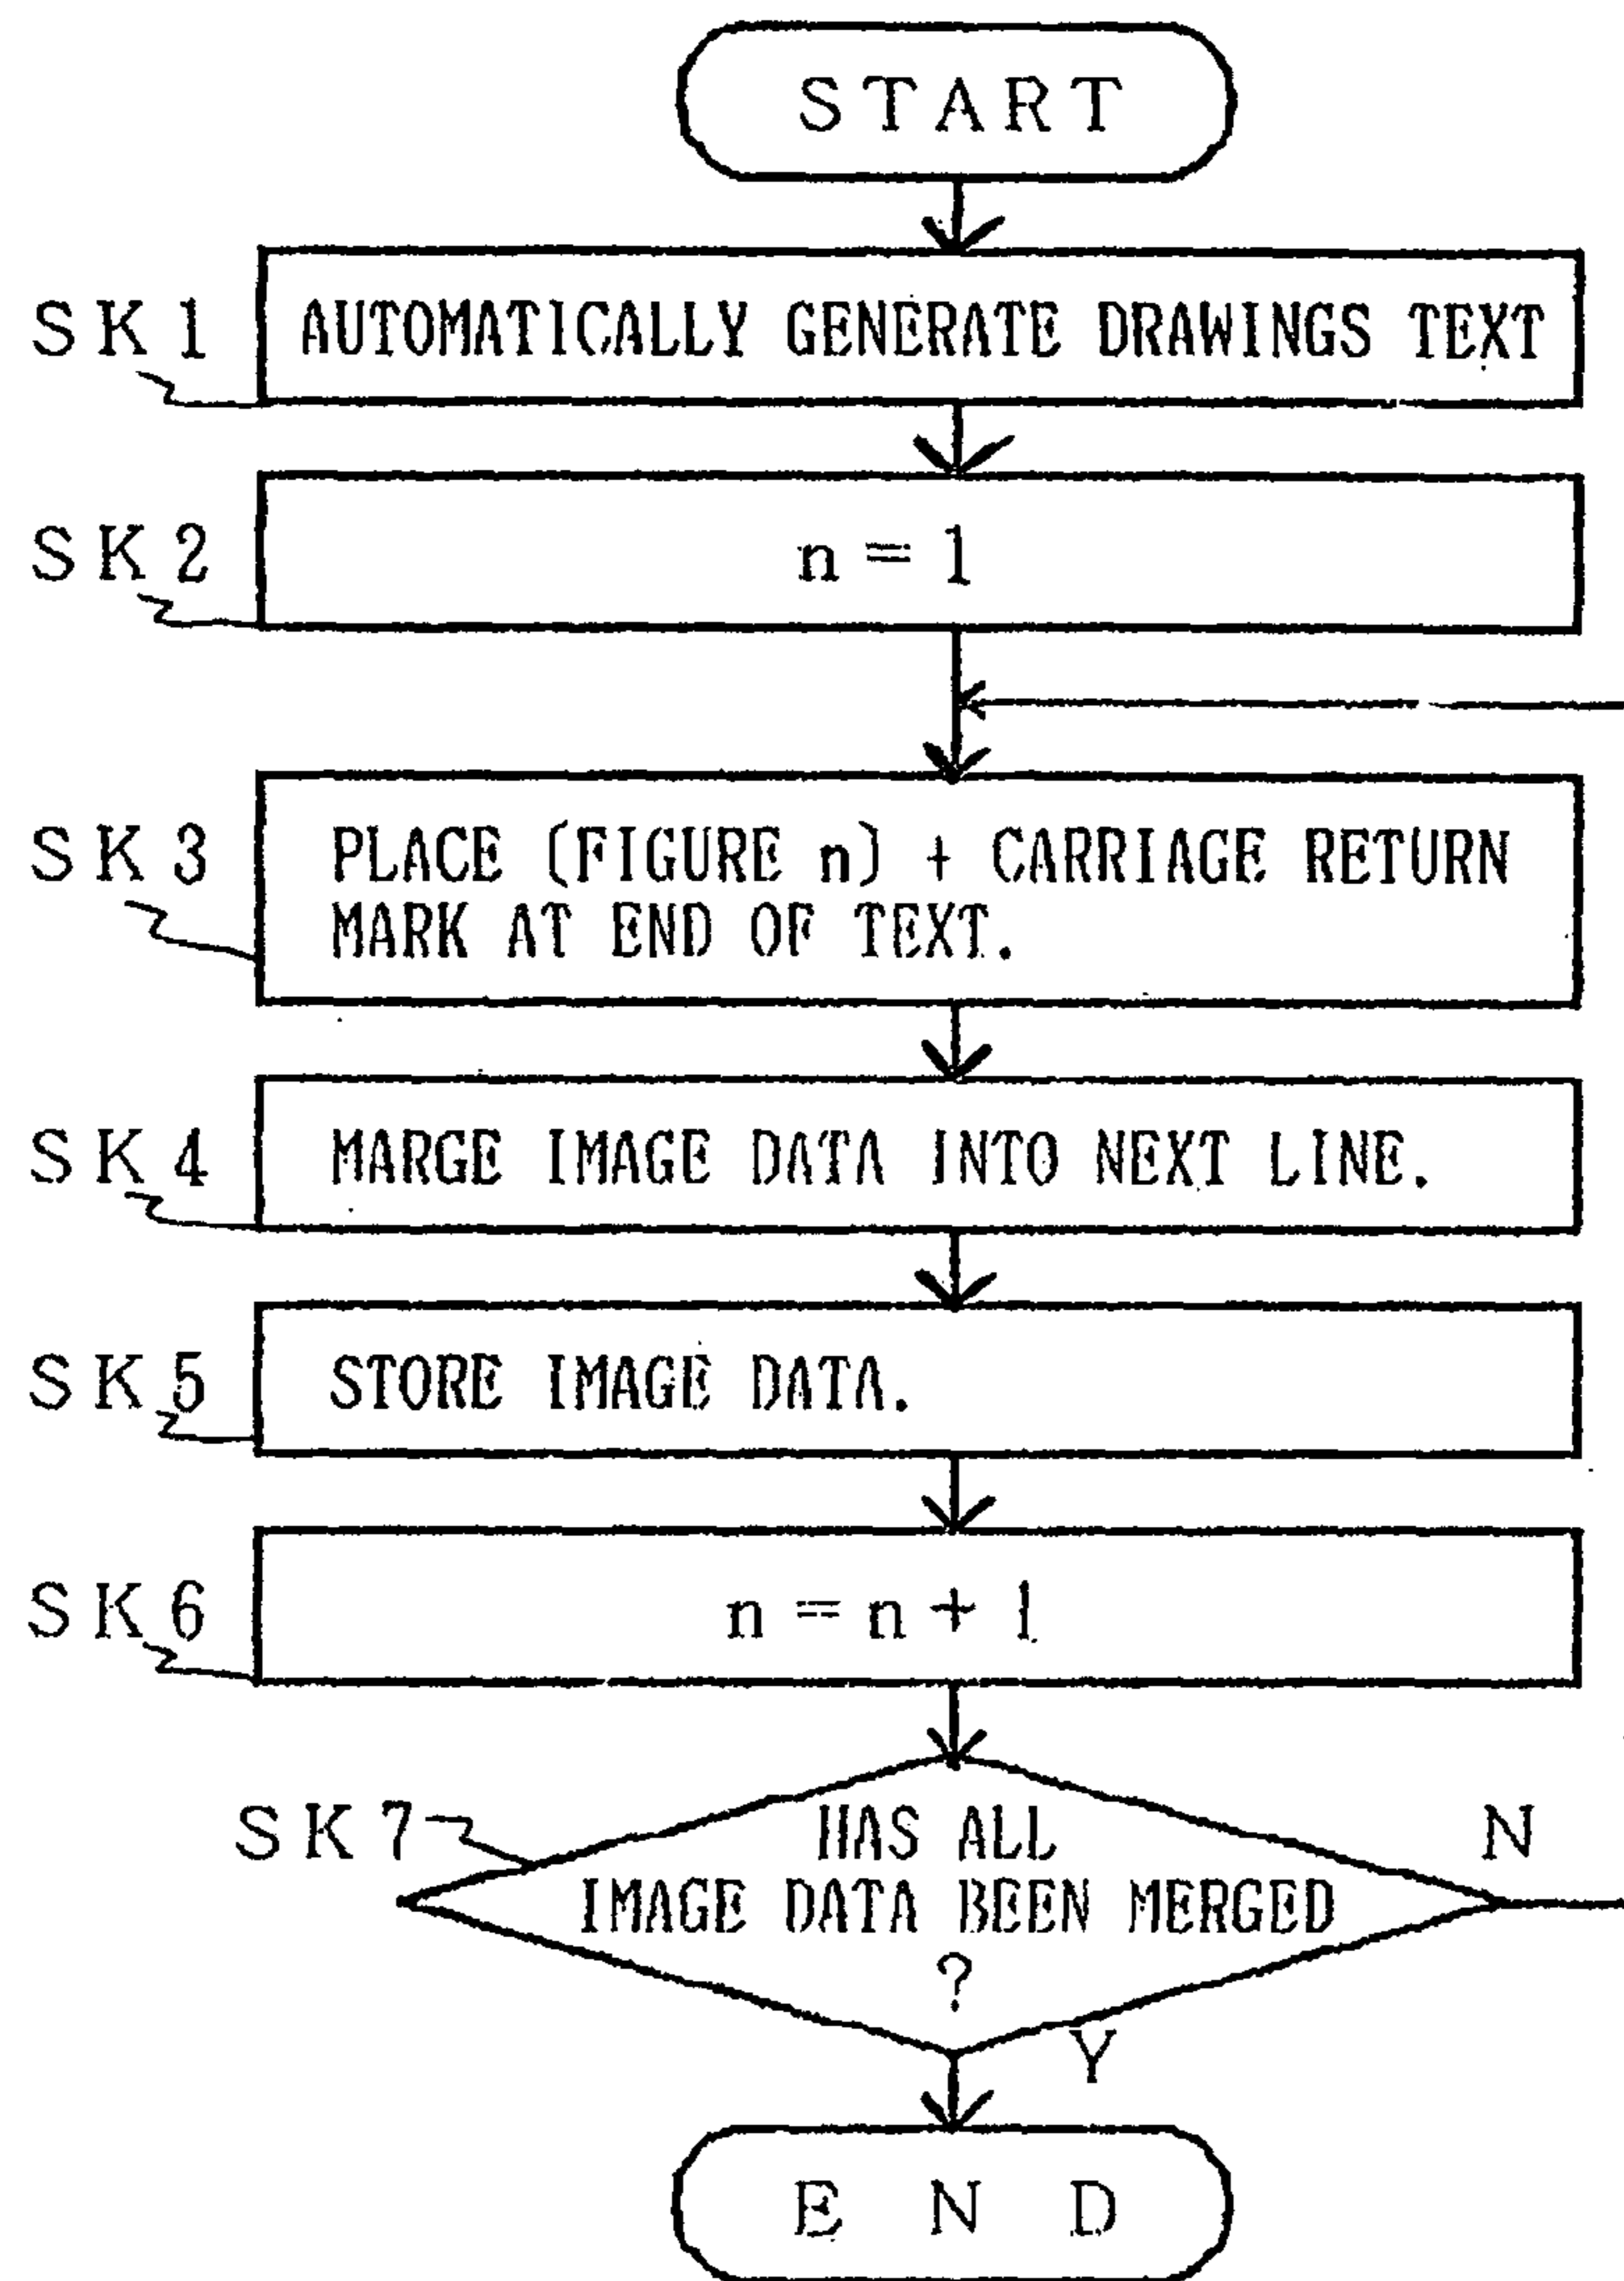 START
SK1 AUTOMATICALLY GENERATE DRAWINGS TEXT
SK2 n = 1
SK3 PLACE (FIGURE n) + CARRIAGE RETURN
MARK AT END OF TEXT.
SK4 MARGE IMAGE DATA INTO NEXT LINE.
SK5 STORE IMAGE DATA.
SK6 n = n + 1
SK7 HAS ALL N
IMAGE DATA BEEN MERGED
?
Y
END